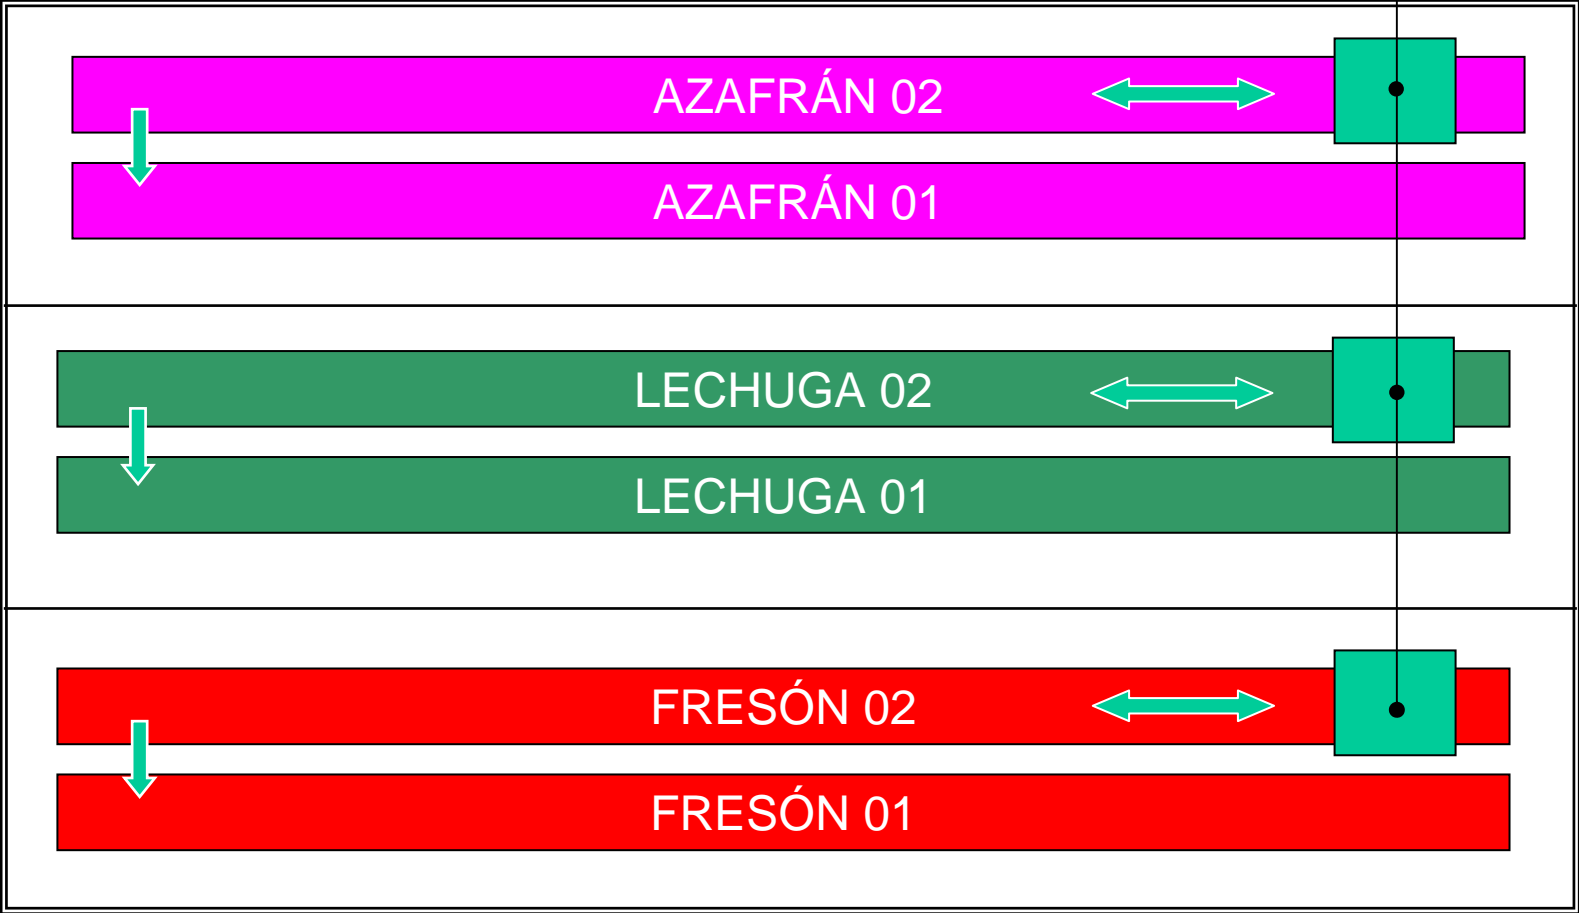 AZAFRÁN 02
AZAFRÁN 01
LECHUGA 02
LECHUGA 01
FRESÓN 02
FRESÓN 01